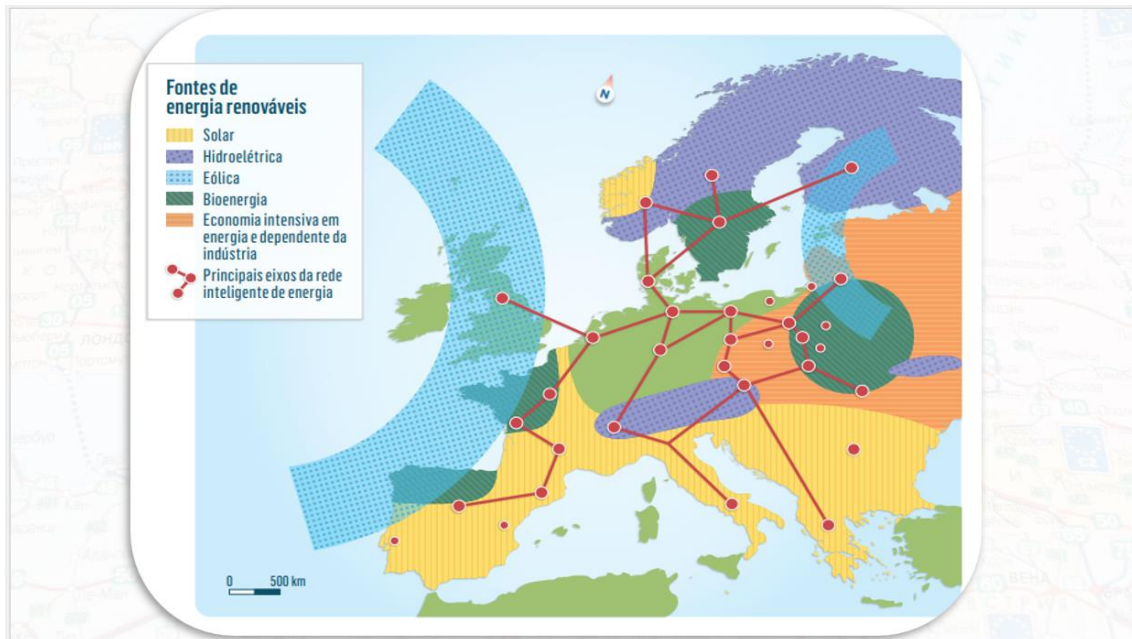 Fontes de
energia renováveis
Solar
Hidroelétrica
Eólica
Bioenergia
Economia intensiva em
energia e dependente da
indústria
Principais eixos da rede
inteligente de energia
N
0 500 km